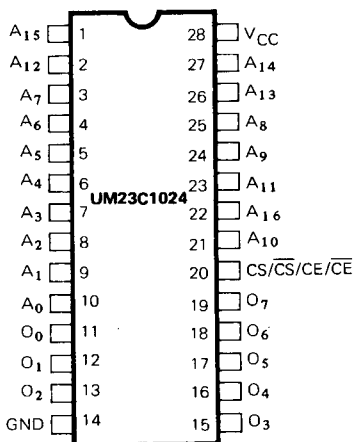 A15 1 28 VCC
A12 2 27 A14
A7 3 26 A13
A6 4 25 A8
A5 5 24 A9
A4 6 23 A11
UM23C1024
A3 7 22 A16
A2 8 21 A10
A1 9 20 CS/C̅S̅/CE/C̅E̅
A0 10 19 O7
O0 11 18 O6
O1 12 17 O5
O2 13 16 O4
GND 14 15 O3